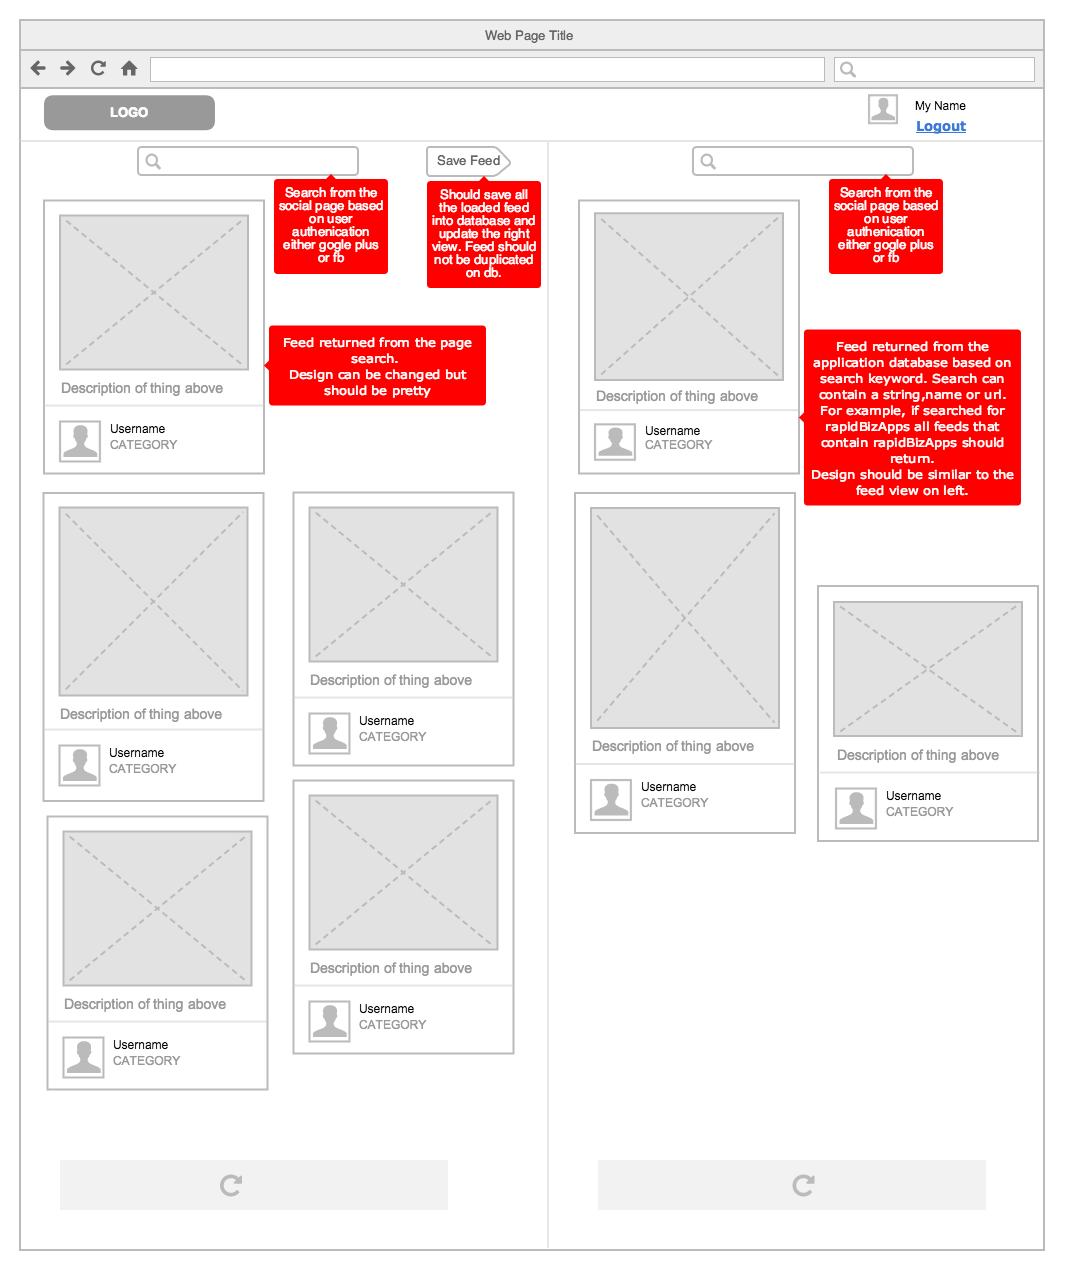 Web Page Title
LOGO
My Name
Logout
Save Feed
Search from the
social page based
on user
authenication
either gogle plus
or fb
Should save all
the loaded feed
into database and
update the right
view. Feed should
not be duplicated
on db.
Search from the
social page based
on user
authenication
either gogle plus
or fb
Feed returned from the page
search.
Design can be changed but
should be pretty
Description of thing above
Username
CATEGORY
Feed returned from the
application database based on
search keyword. Search can
contain a string,name or url.
For example, if searched for
rapidBizApps all feeds that
contain rapidBizApps should
return.
Design should be similar to the
feed view on left.
Description of thing above
Username
CATEGORY
Description of thing above
Username
CATEGORY
Description of thing above
Username
CATEGORY
Description of thing above
Username
CATEGORY
Description of thing above
Username
CATEGORY
Description of thing above
Username
CATEGORY
Description of thing above
Username
CATEGORY